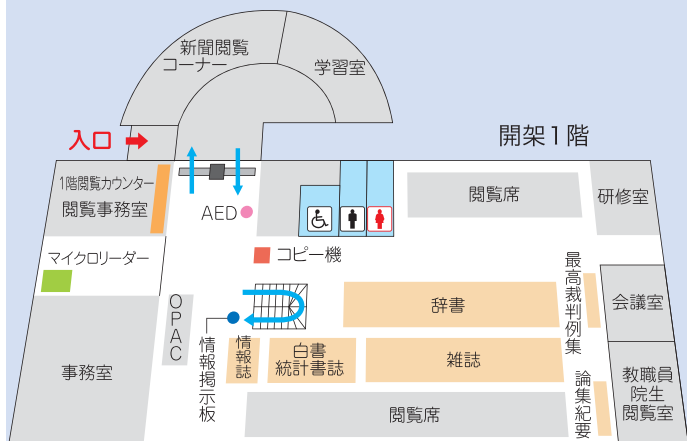 新聞閲覧
コーナー
学習室
入口
開架1階
1階閲覧カウンター
閲覧事務室
AED
閲覧席
研修室
マイクロリーダー
コピー機
最高裁判例集
会議室
OPAC
辞書
情報掲示板
情報誌
白書
統計書誌
雑誌
事務室
論集紀要
教職員
院生
閲覧室
閲覧席